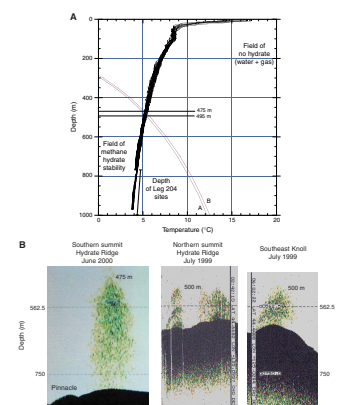 A
0
200
400
600
800
1000
Depth (m)
0 5 10 15 20
Temperature (°C)
Field of
no hydrate
(water + gas)
475 m
495 m
Field of
methane
hydrate
stability
Depth
of Leg 204
sites
A
B
B
Southern summit
Hydrate Ridge
June 2000
Northern summit
Hydrate Ridge
July 1999
Southeast Knoll
July 1999
475 m
500 m
500 m
562.5
562.5
Depth (m)
750
750
Pinnacle